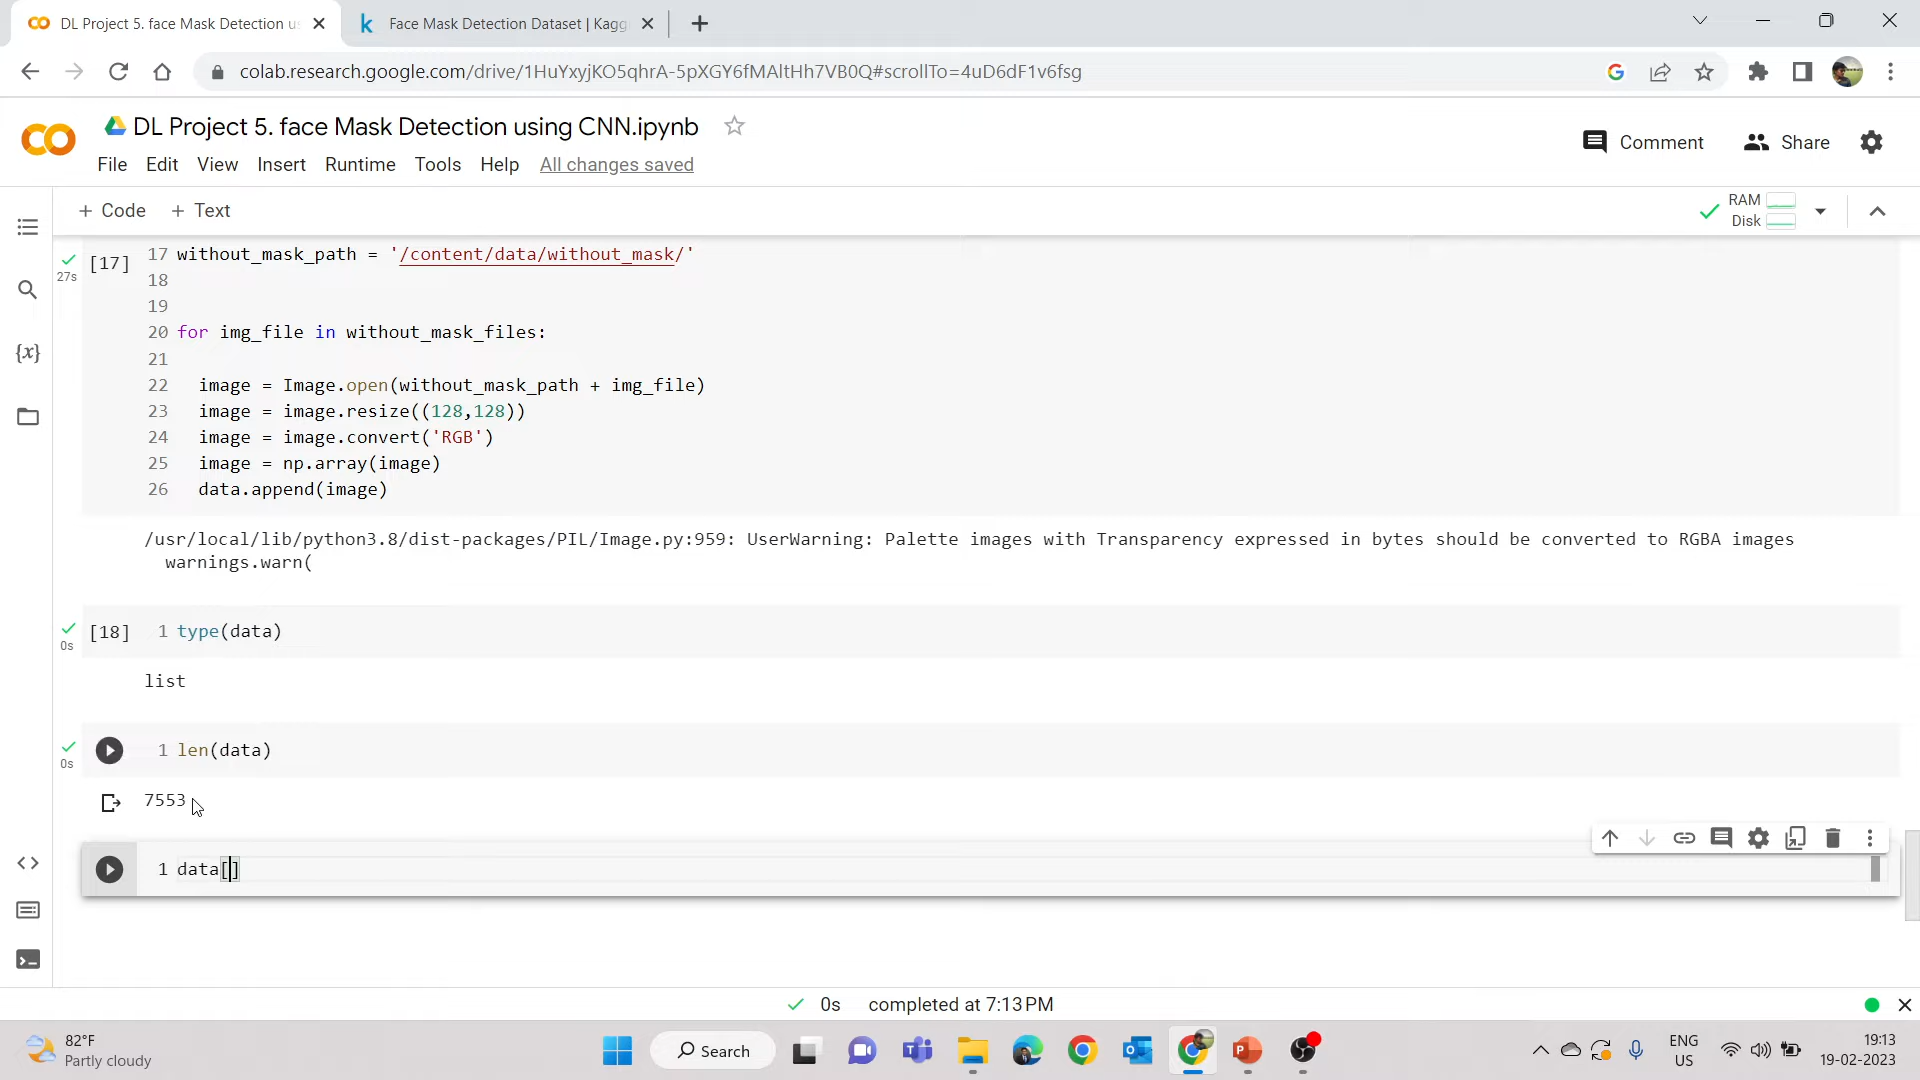 DL Project 5. face Mask Detection us
Face Mask Detection Dataset | Kagg
colab.research.google.com/drive/1HuYxyjKO5qhrA-5pXGY6fMAltHh7VB0Q#scrollTo=4uD6dF1v6fsg
DL Project 5. face Mask Detection using CNN.ipynb
Comment
Share
File Edit View Insert Runtime Tools Help All changes saved
+ Code + Text
RAM
Disk
[17]
27s
17 without_mask_path = '/content/data/without_mask/'
18
19
20 for img_file in without_mask_files:
21
22 image = Image.open(without_mask_path + img_file)
23 image = image.resize((128,128))
24 image = image.convert('RGB')
25 image = np.array(image)
26 data.append(image)
/usr/local/lib/python3.8/dist-packages/PIL/Image.py:959: UserWarning: Palette images with Transparency expressed in bytes should be converted to RGBA images
warnings.warn(
[18] 1 type(data)
0s
list
1 len(data)
0s
7553
1 data[]
0s completed at 7:13 PM
82°F
Partly cloudy
Search
ENG
US
19:13
19-02-2023